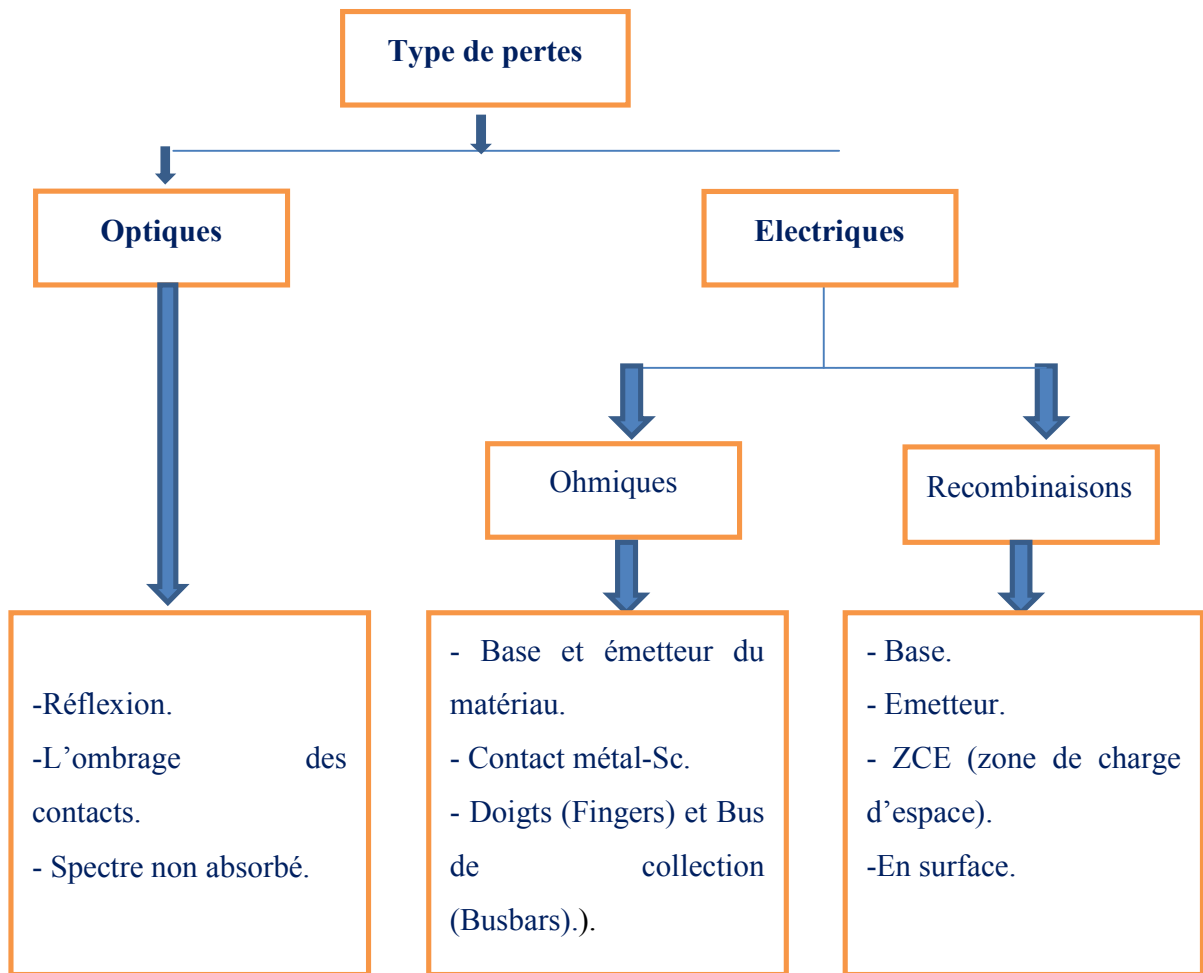 Type de pertes
Optiques
Electriques
Ohmiques
Recombinaisons
-Réflexion.
-L’ombrage des
contacts.
- Spectre non absorbé.
- Base et émetteur du
matériau.
- Contact métal-Sc.
- Doigts (Fingers) et Bus
de collection
(Busbars).).
- Base.
- Emetteur.
- ZCE (zone de charge
d’espace).
-En surface.